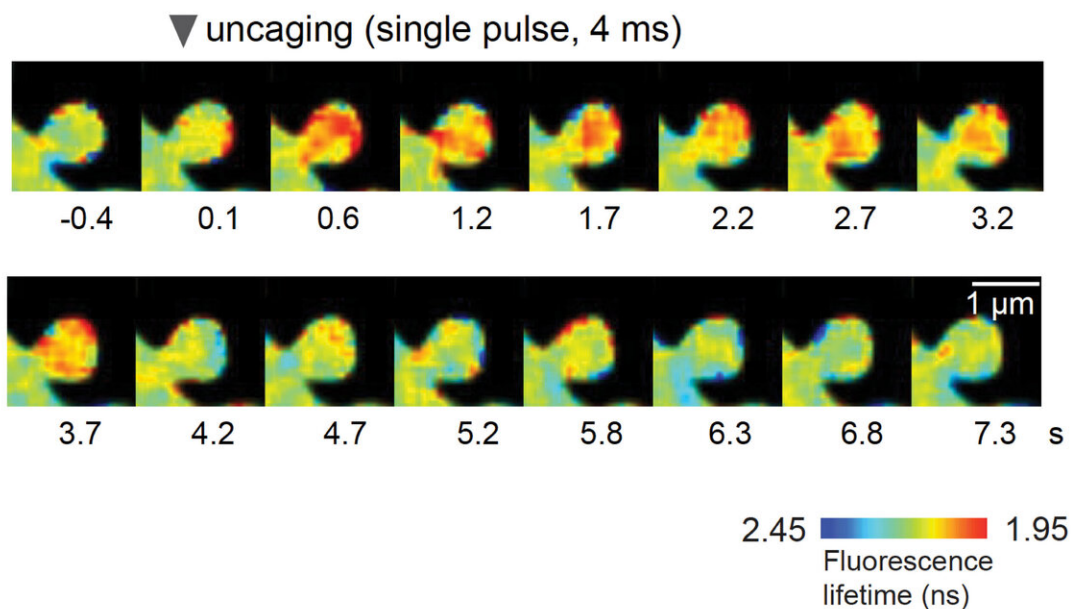 uncaging (single pulse, 4 ms)
-0.4 0.1 0.6 1.2 1.7 2.2 2.7 3.2
1 µm
3.7 4.2 4.7 5.2 5.8 6.3 6.8 7.3 s
2.45 1.95
Fluorescence
lifetime (ns)